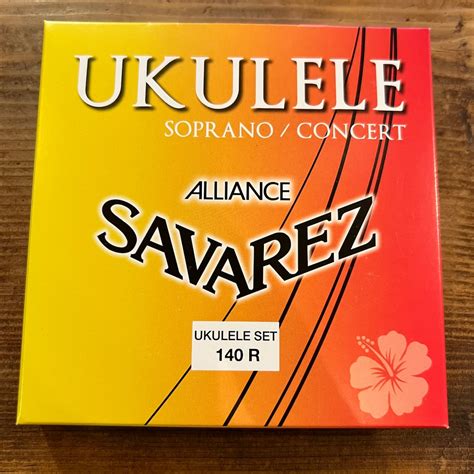 UKULELE
SOPRANO / CONCERT
ALLIANCE
SAVAREZ
UKULELE SET
140 R